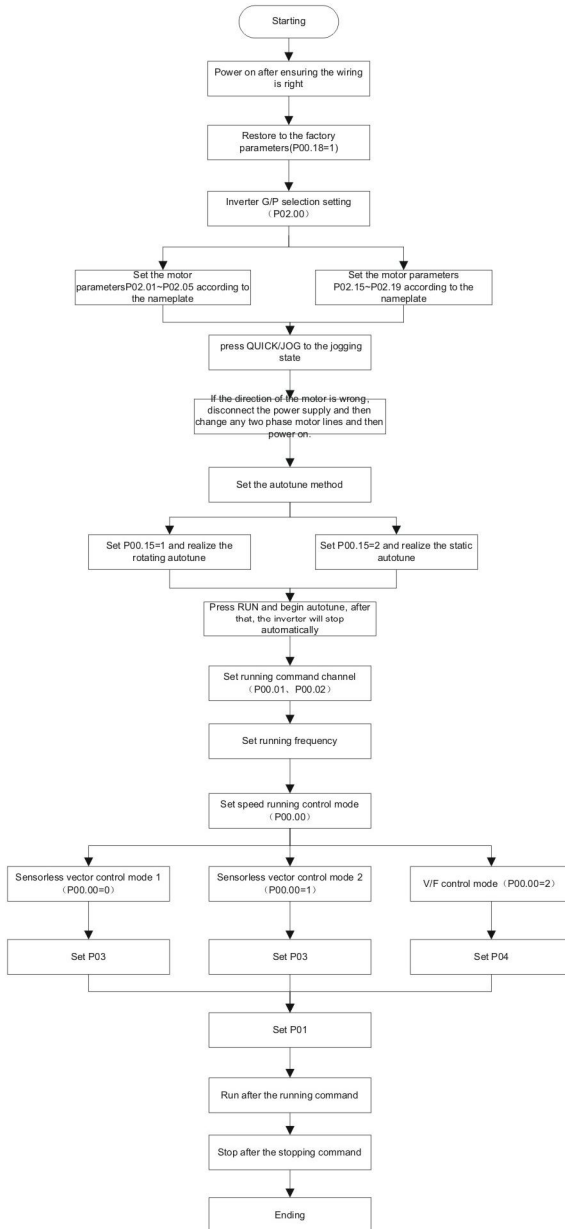 Starting
Power on after ensuring the wiring
is right
Restore to the factory
parameters(P00.18=1)
Inverter G/P selection setting
（P02.00）
Set the motor
parametersP02.01~P02.05 according to
the nameplate
Set the motor parameters
P02.15~P02.19 according to the
nameplate
press QUICK/JOG to the jogging
state
If the direction of the motor is wrong,
disconnect the power supply and then
change any two phase motor lines and then
power on.
Set the autotune method
Set P00.15=1 and realize the
rotating autotune
Set P00.15=2 and realize the static
autotune
Press RUN and begin autotune, after
that, the inverter will stop
automatically
Set running command channel
（P00.01、P00.02）
Set running frequency
Set speed running control mode
（P00.00）
Sensorless vector control mode 1
（P00.00=0）
Sensorless vector control mode 2
（P00.00=1）
V/F control mode（P00.00=2）
Set P03
Set P03
Set P04
Set P01
Run after the running command
Stop after the stopping command
Ending